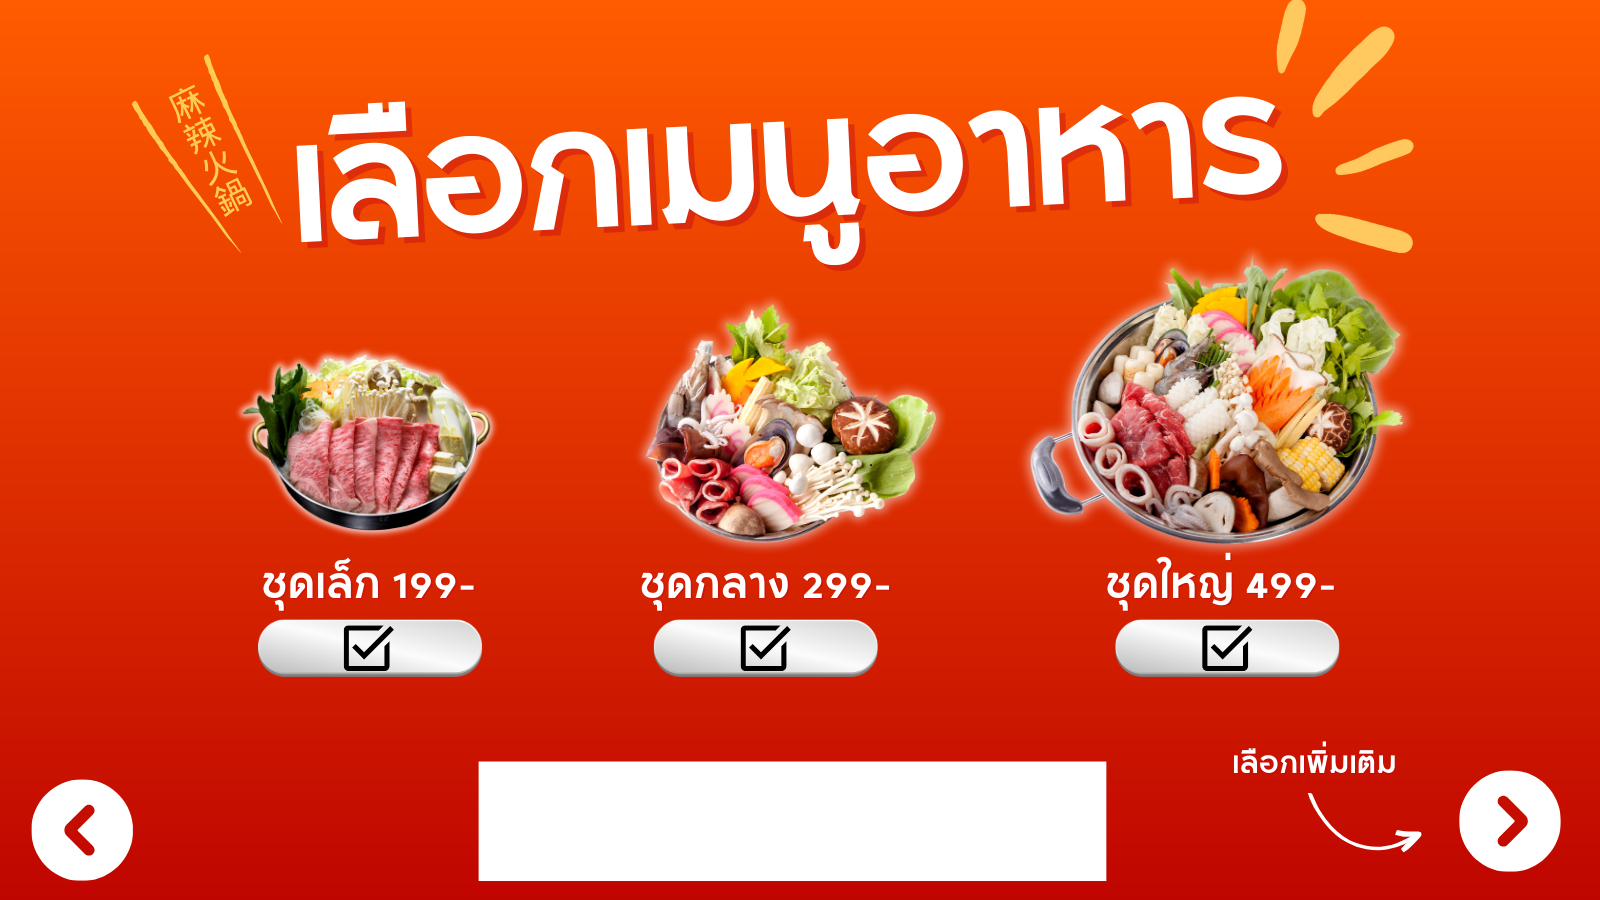 麻辣火鍋
เลือกเมนูอาหาร
ชุดเล็ก 199-
ชุดกลาง 299-
ชุดใหญ่ 499-
เลือกเพิ่มเติม